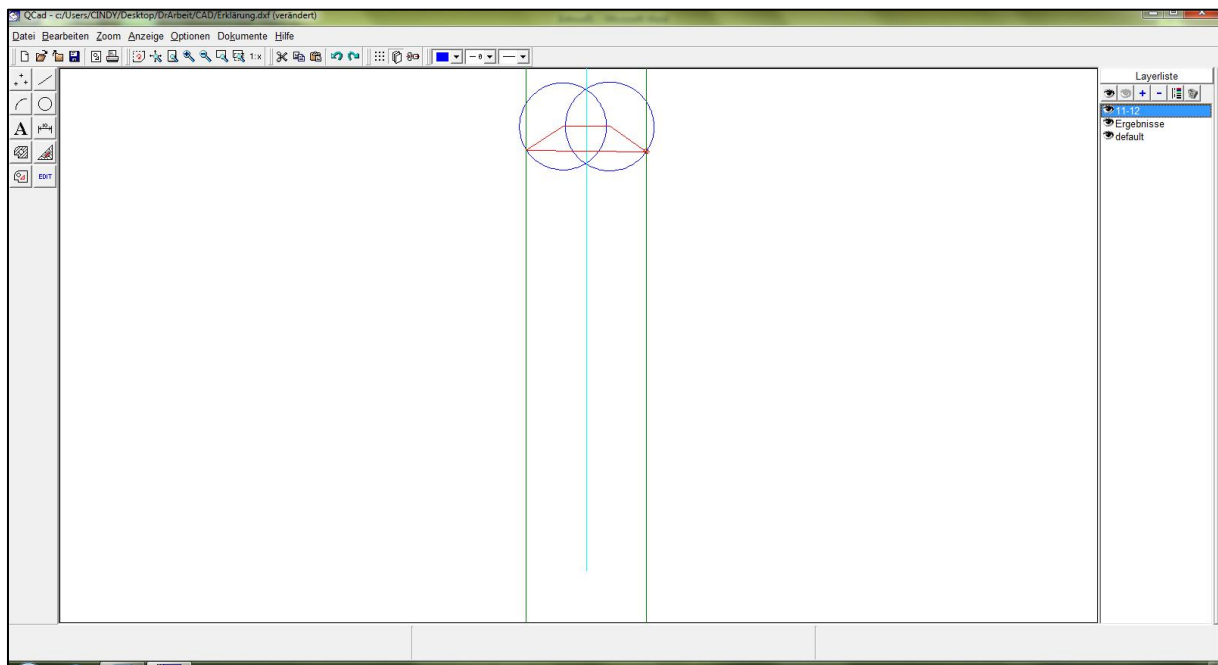 QCad - c:/Users/CINDY/Desktop/DrArbeit/CAD/Erklärung.dxf (verändert)
Datei Bearbeiten Zoom Anzeige Optionen Dokumente Hilfe
1:x
Layerliste
11-12
Ergebnisse
default
A
EDIT